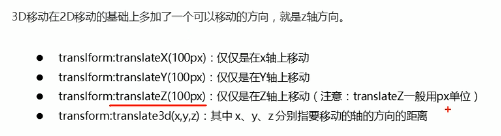 3D移动在2D移动的基础上多加了一个可以移动的方向，就是z轴方向。
● translform:translateX(100px)：仅仅是在x轴上移动
● translform:translateY(100px)：仅仅是在Y轴上移动
● translform:translateZ(100px)：仅仅是在Z轴上移动（注意：translateZ一般用px单位）
● transform:translate3d(x,y,z)：其中 x、y、z 分别指要移动的轴的方向的距离